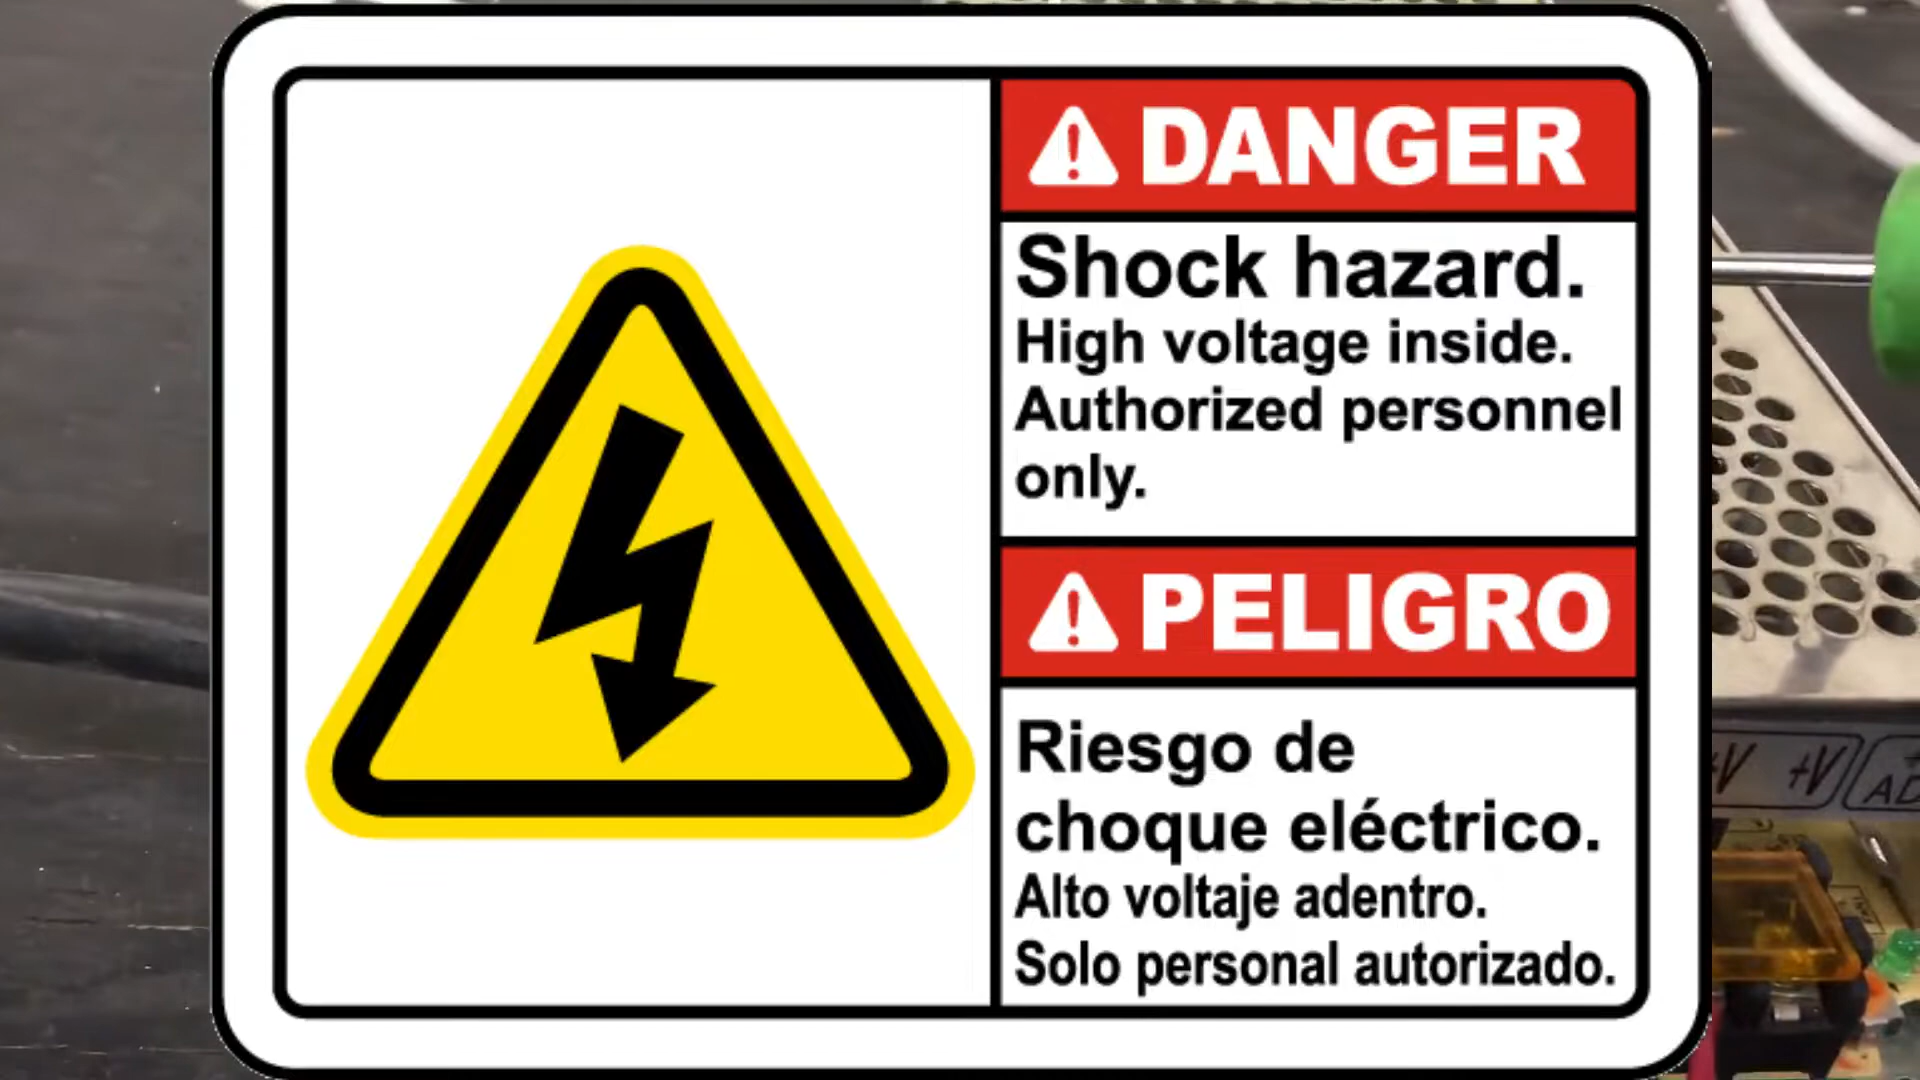 DANGER
Shock hazard.
High voltage inside.
Authorized personnel
only.
PELIGRO
Riesgo de
choque eléctrico.
Alto voltaje adentro.
Solo personal autorizado.
+V +V
AD